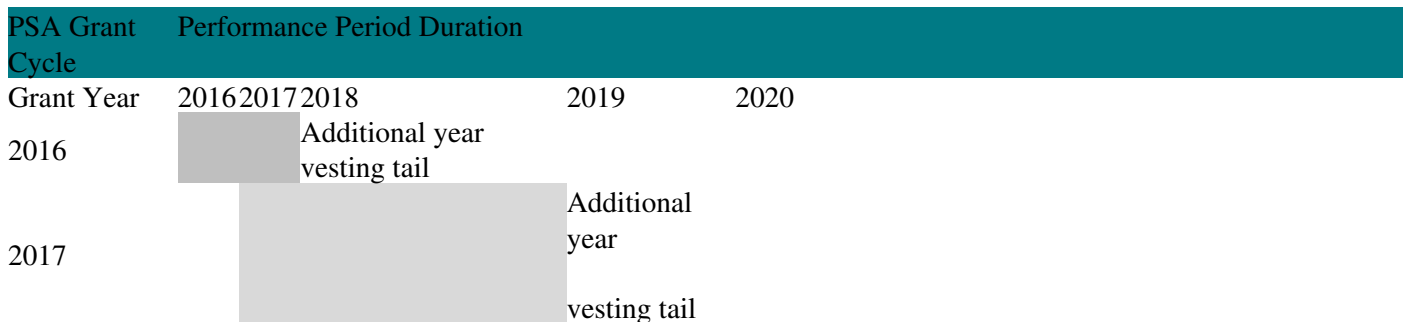 PSA Grant Performance Period Duration
Cycle
Grant Year 2016 2017 2018 2019 2020
2016
Additional year
vesting tail
2017
Additional
year
vesting tail